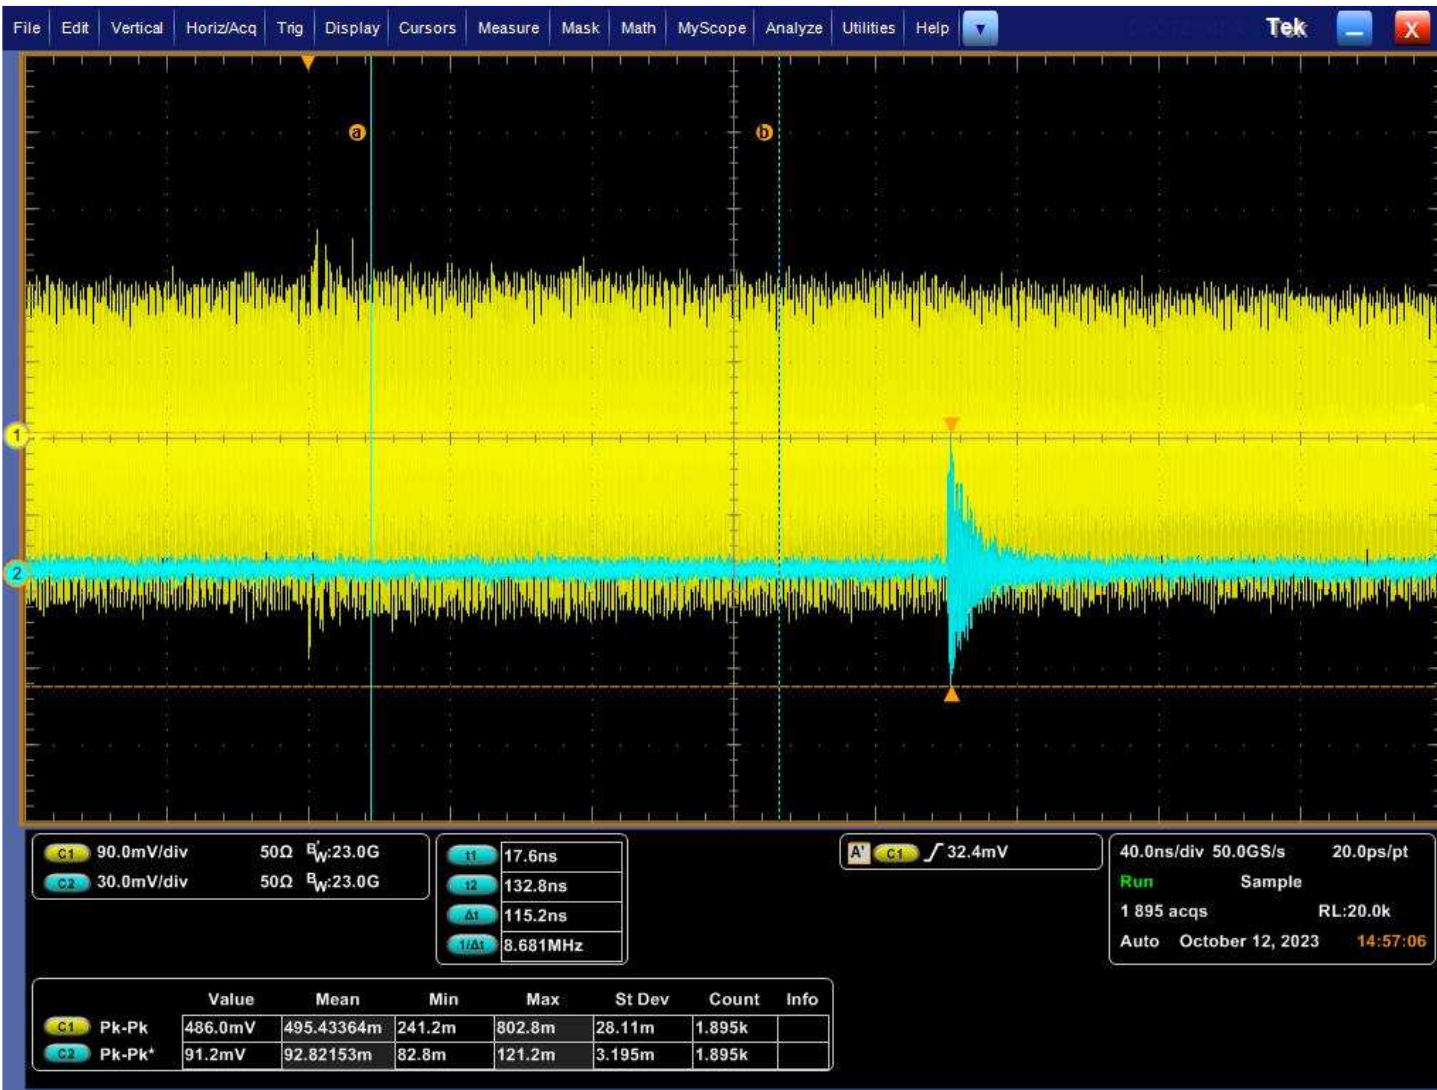 File Edit Vertical Horiz/Acq Trig Display Cursors Measure Mask Math MyScope Analyze Utilities Help Tek X
a b
1
2
C1 90.0mV/div 50Ω B'W:23.0G
C2 30.0mV/div 50Ω BW:23.0G
t1 17.6ns
t2 132.8ns
Δt 115.2ns
1/Δt 8.681MHz
A' C1 32.4mV
40.0ns/div 50.0GS/s 20.0ps/pt
Run Sample
1 895 acqs RL:20.0k
Auto October 12, 2023 14:57:06
Value Mean Min Max St Dev Count Info
C1 Pk-Pk 486.0mV 495.43364m 241.2m 802.8m 28.11m 1.895k
C2 Pk-Pk* 91.2mV 92.82153m 82.8m 121.2m 3.195m 1.895k